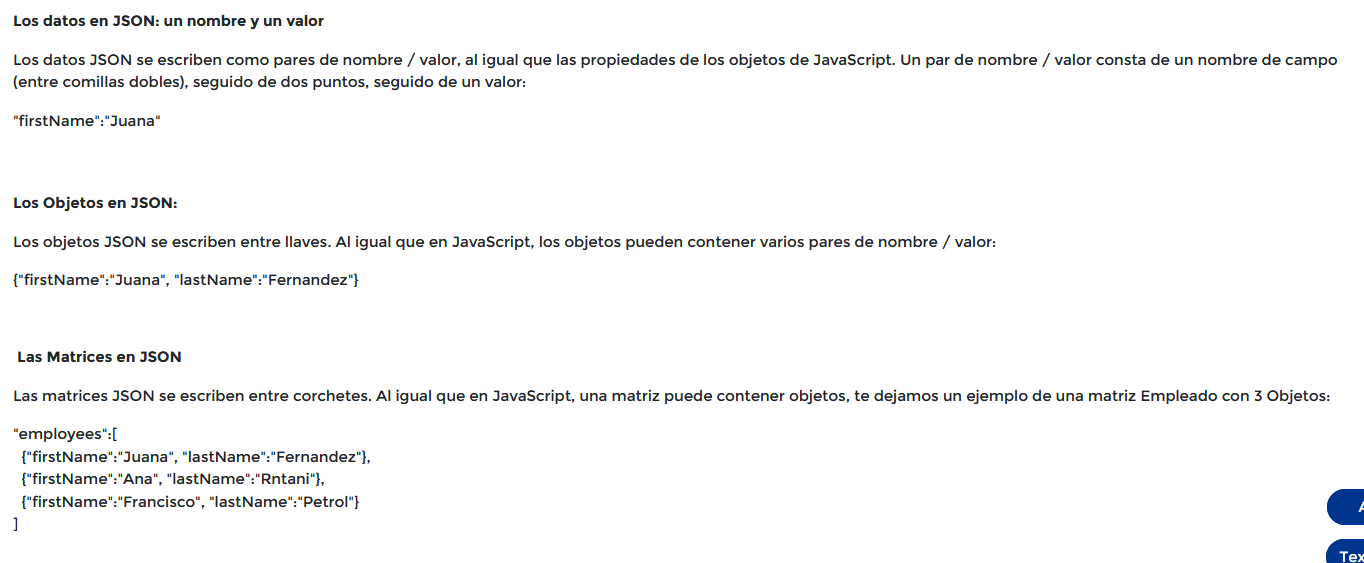 Los datos en JSON: un nombre y un valor
Los datos JSON se escriben como pares de nombre / valor, al igual que las propiedades de los objetos de JavaScript. Un par de nombre / valor consta de un nombre de campo
(entre comillas dobles), seguido de dos puntos, seguido de un valor:
"firstName":"Juana"
Los Objetos en JSON:
Los objetos JSON se escriben entre llaves. Al igual que en JavaScript, los objetos pueden contener varios pares de nombre / valor:
{"firstName":"Juana", "lastName":"Fernandez"}
Las Matrices en JSON
Las matrices JSON se escriben entre corchetes. Al igual que en JavaScript, una matriz puede contener objetos, te dejamos un ejemplo de una matriz Empleado con 3 Objetos:
"employees":[
{"firstName":"Juana", "lastName":"Fernandez"},
{"firstName":"Ana", "lastName":"Rntani"},
{"firstName":"Francisco", "lastName":"Petrol"}
]